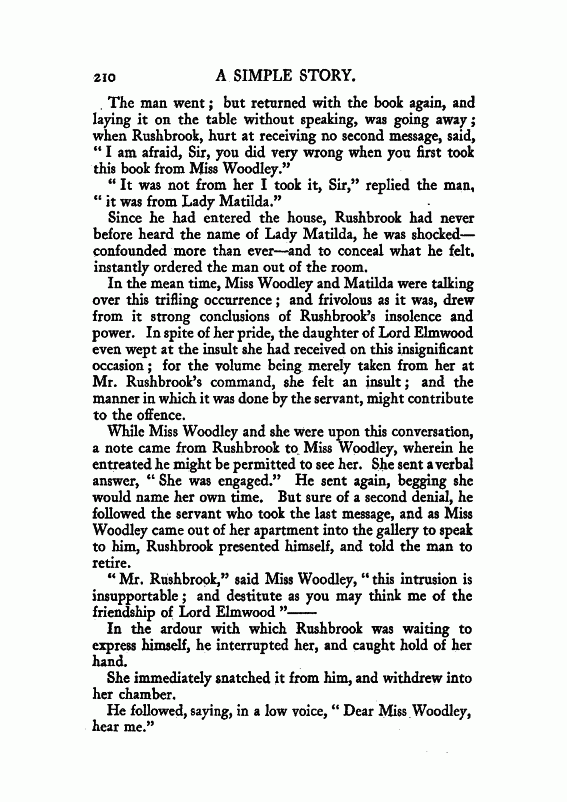 210 A SIMPLE STORY.
The man went; but returned with the book again, and
laying it on the table without speaking, was going away;
when Rushbrook, hurt at receiving no second message, said,
“ I am afraid, Sir, you did very wrong when you first took
this book from Miss Woodley.”
“ It was not from her I took it, Sir,” replied the man,
“ it was from Lady Matilda.”
Since he had entered the house, Rushbrook had never
before heard the name of Lady Matilda, he was shocked—
confounded more than ever—and to conceal what he felt,
instantly ordered the man out of the room.
In the mean time, Miss Woodley and Matilda were talking
over this trifling occurrence; and frivolous as it was, drew
from it strong conclusions of Rushbrook’s insolence and
power. In spite of her pride, the daughter of Lord Elmwood
even wept at the insult she had received on this insignificant
occasion; for the volume being merely taken from her at
Mr. Rushbrook’s command, she felt an insult; and the
manner in which it was done by the servant, might contribute
to the offence.
While Miss Woodley and she were upon this conversation,
a note came from Rushbrook to Miss Woodley, wherein he
entreated he might be permitted to see her. She sent a verbal
answer, “ She was engaged.” He sent again, begging she
would name her own time. But sure of a second denial, he
followed the servant who took the last message, and as Miss
Woodley came out of her apartment into the gallery to speak
to him, Rushbrook presented himself, and told the man to
retire.
“ Mr. Rushbrook,” said Miss Woodley, “ this intrusion is
insupportable; and destitute as you may think me of the
friendship of Lord Elmwood ”——
In the ardour with which Rushbrook was waiting to
express himself, he interrupted her, and caught hold of her
hand.
She immediately snatched it from him, and withdrew into
her chamber.
He followed, saying, in a low voice, “ Dear Miss Woodley,
hear me.”